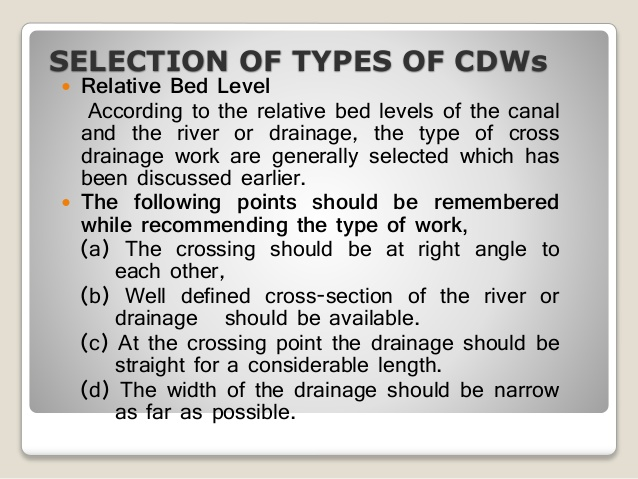 SELECTION OF TYPES OF CDWs
• Relative Bed Level
According to the relative bed levels of the canal
and the river or drainage, the type of cross
drainage work are generally selected which has
been discussed earlier.
• The following points should be remembered
while recommending the type of work,
(a) The crossing should be at right angle to
each other,
(b) Well defined cross-section of the river or
drainage should be available.
(c) At the crossing point the drainage should be
straight for a considerable length.
(d) The width of the drainage should be narrow
as far as possible.